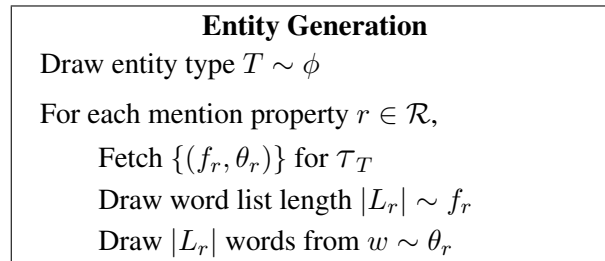 Entity Generation
Draw entity type T ∼ ϕ
For each mention property r ∈ ℛ,
Fetch {(f_r, θ_r)} for τ_T
Draw word list length |L_r| ∼ f_r
Draw |L_r| words from w ∼ θ_r